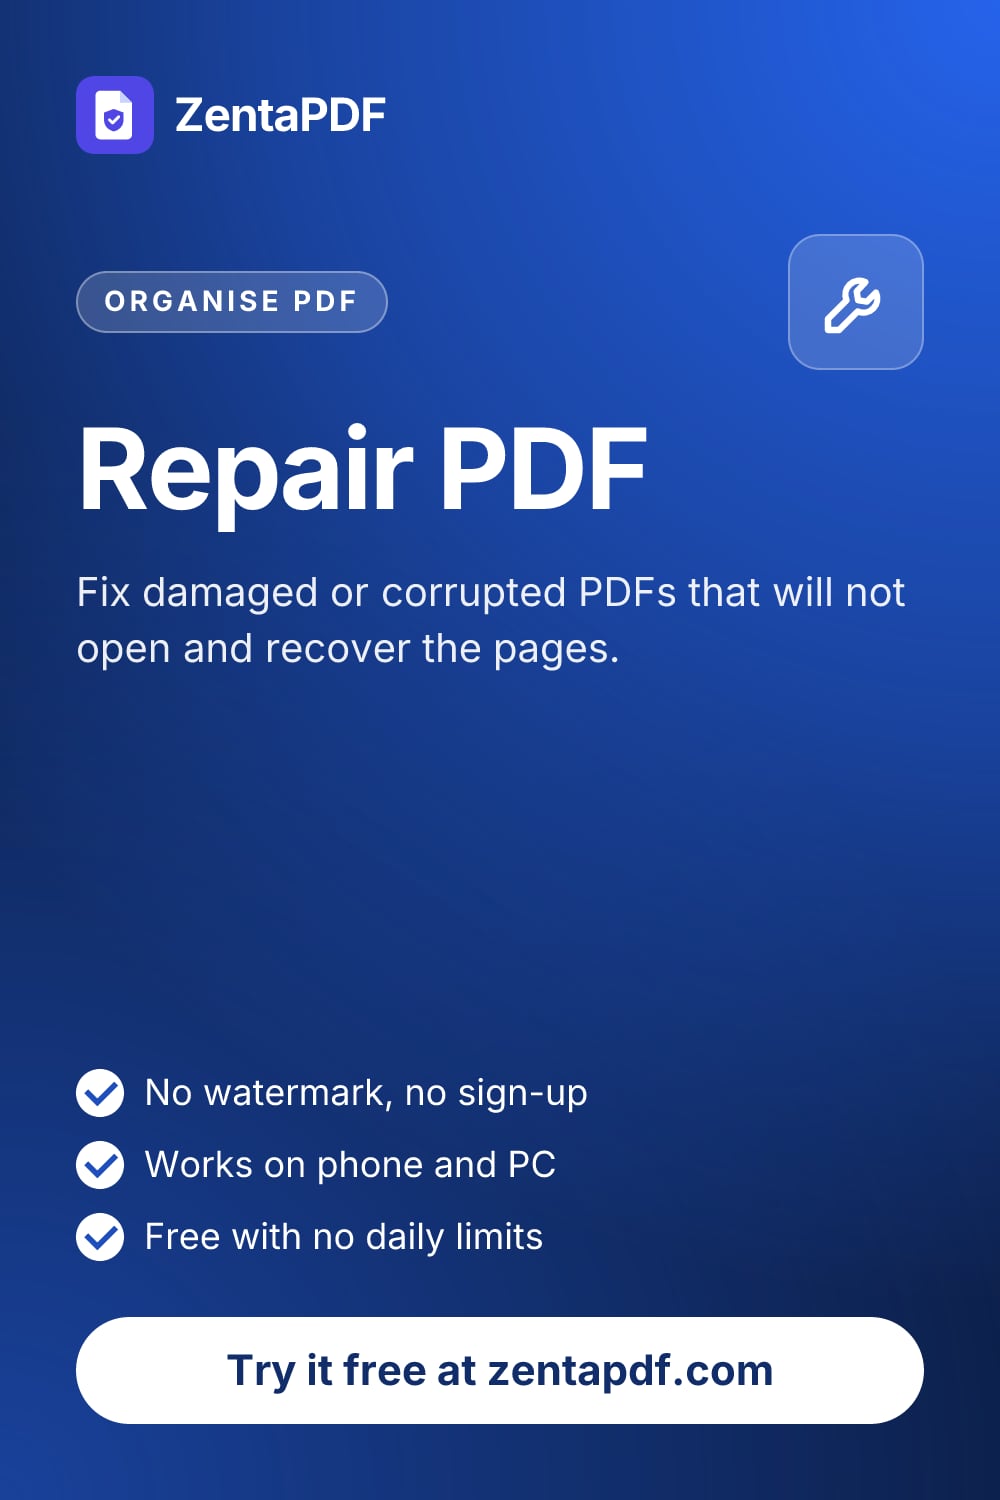 ZentaPDF
ORGANISE PDF
Repair PDF
Fix damaged or corrupted PDFs that will not
open and recover the pages.
No watermark, no sign-up
Works on phone and PC
Free with no daily limits
Try it free at zentapdf.com